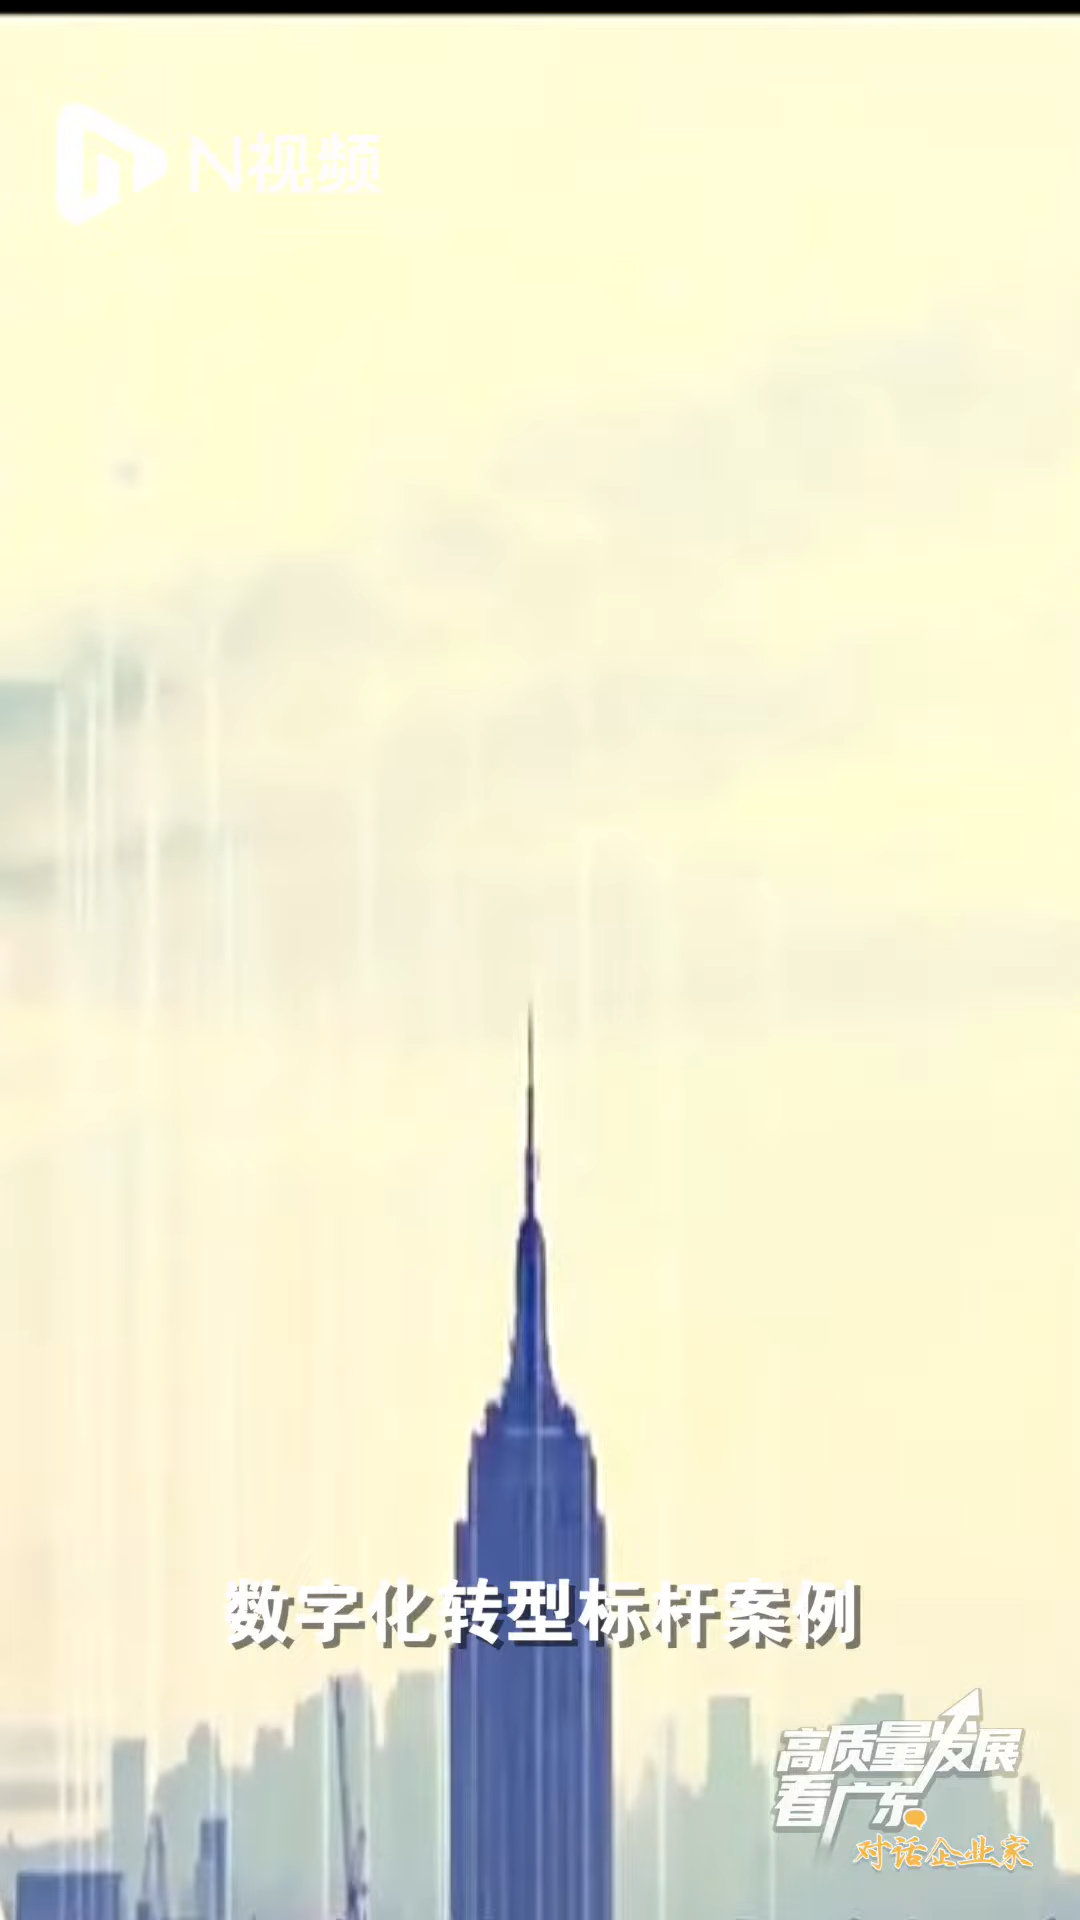 N视频
数字化转型标杆案例
高质量发展
看广东
对话企业家